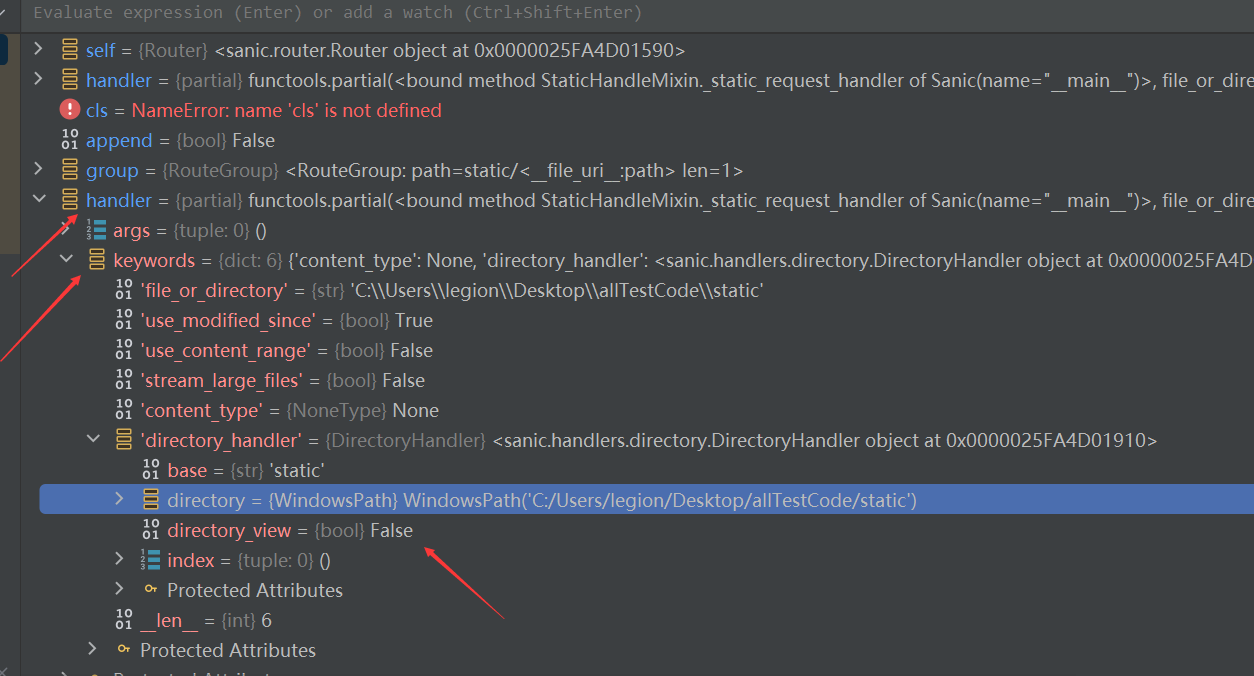 Evaluate expression (Enter) or add a watch (Ctrl+Shift+Enter)
self = {Router} <sanic.router.Router object at 0x0000025FA4D01590>
handler = {partial} functools.partial(<bound method StaticHandleMixin._static_request_handler of Sanic(name="__main__")>, file_or_dire
cls = NameError: name 'cls' is not defined
append = {bool} False
group = {RouteGroup} <RouteGroup: path=static/<__file_uri__:path> len=1>
handler = {partial} functools.partial(<bound method StaticHandleMixin._static_request_handler of Sanic(name="__main__")>, file_or_dire
args = {tuple: 0} ()
keywords = {dict: 6} {'content_type': None, 'directory_handler': <sanic.handlers.directory.DirectoryHandler object at 0x0000025FA4D
'file_or_directory' = {str} 'C:\\Users\\legion\\Desktop\\allTestCode\\static'
'use_modified_since' = {bool} True
'use_content_range' = {bool} False
'stream_large_files' = {bool} False
'content_type' = {NoneType} None
'directory_handler' = {DirectoryHandler} <sanic.handlers.directory.DirectoryHandler object at 0x0000025FA4D01910>
base = {str} 'static'
directory = {WindowsPath} WindowsPath('C:/Users/legion/Desktop/allTestCode/static')
directory_view = {bool} False
index = {tuple: 0} ()
Protected Attributes
__len__ = {int} 6
Protected Attributes